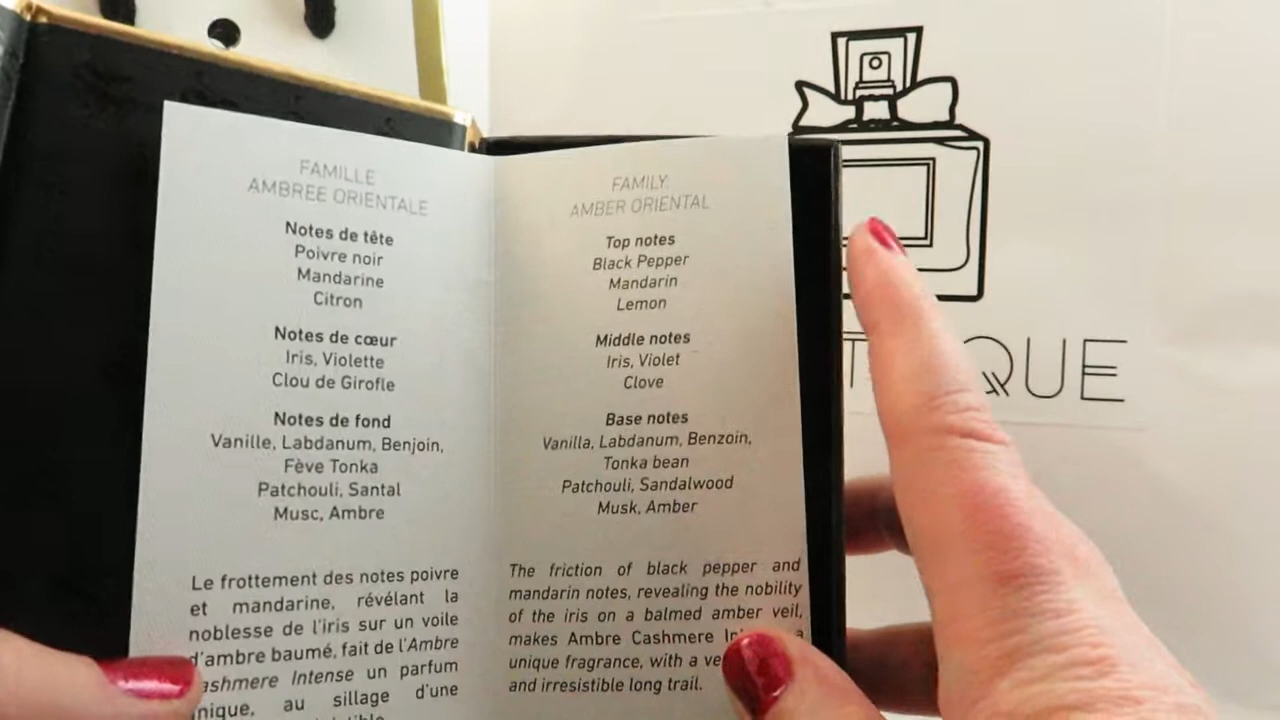 FAMILLE
AMBREE ORIENTALE
Notes de tête
Poivre noir
Mandarine
Citron
Notes de cœur
Iris, Violette
Clou de Girofle
Notes de fond
Vanille, Labdanum, Benjoin,
Fève Tonka
Patchouli, Santal
Musc, Ambre
Le frottement des notes poivre
et mandarine, révélant la
noblesse de l'iris sur un voile
d'ambre baumé, fait de l'Ambre
Intense un parfum
au sillage d'une
FAMILY
AMBER ORIENTAL
Top notes
Black Pepper
Mandarin
Lemon
Middle notes
Iris, Violet
Clove
Base notes
Vanilla, Labdanum, Benzoin,
Tonka bean
Patchouli, Sandalwood
Musk, Amber
The friction of black pepper and
mandarin notes, revealing the nobility
of the iris on a balmed amber veil,
makes Ambre Cashmere
unique fragrance, with a
and irresistible long trail.